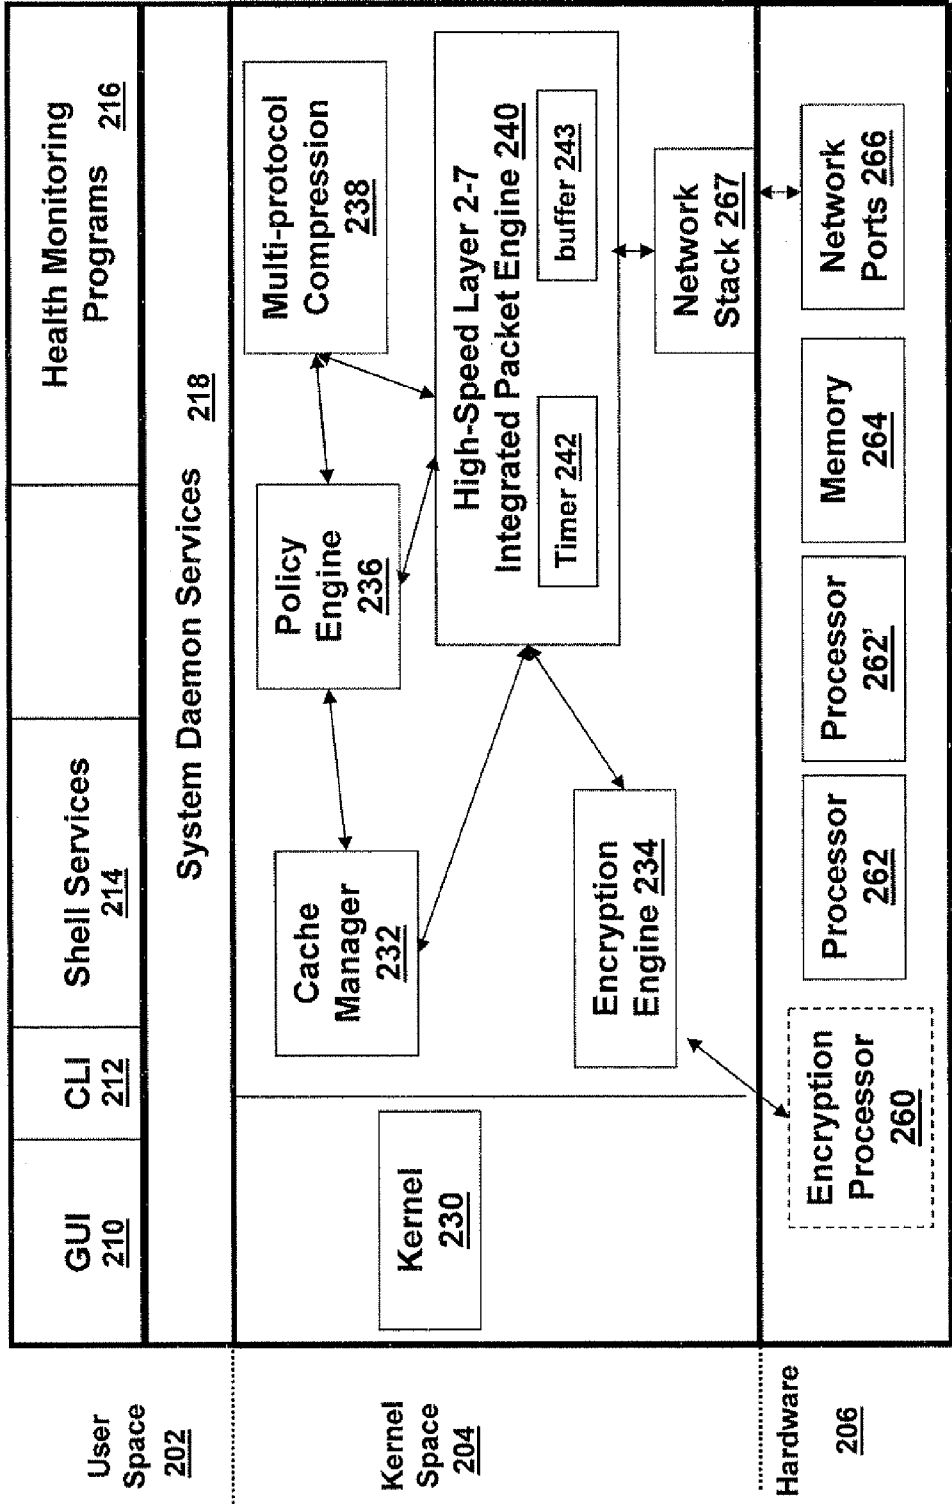 User
Space
202
GUI
210
CLI
212
Shell Services
214
Health Monitoring
Programs 216
System Daemon Services 218
Kernel
Space
204
Kernel
230
Cache
Manager
232
Policy
Engine
236
Multi-protocol
Compression
238
High-Speed Layer 2-7
Integrated Packet Engine 240
Timer 242
buffer 243
Encryption
Engine 234
Network
Stack 267
Hardware
206
Encryption
Processor
260
Processor
262
Processor
262'
Memory
264
Network
Ports 266